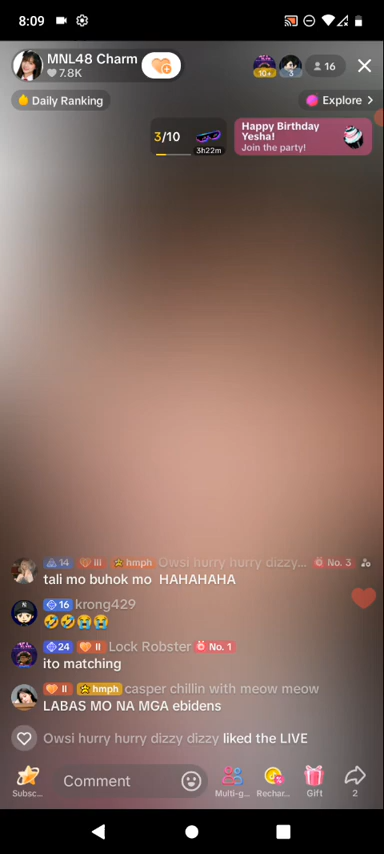 8:09
MNL48 Charm
7.8K
10+
3
16
Daily Ranking
Explore
3/10
3h22m
Happy Birthday
Yesha!
Join the party!
14 III hmph Owsi hurry hurry dizzy... No. 3
tali mo buhok mo HAHAHAHA
16 krong429
🤣🤣😭😭
24 II Lock Robster No. 1
ito matching
II hmph casper chillin with meow meow
LABAS MO NA MGA ebidens
Owsi hurry hurry dizzy dizzy liked the LIVE
Comment
Subsc...
Multi-g...
Rechar...
Gift
2